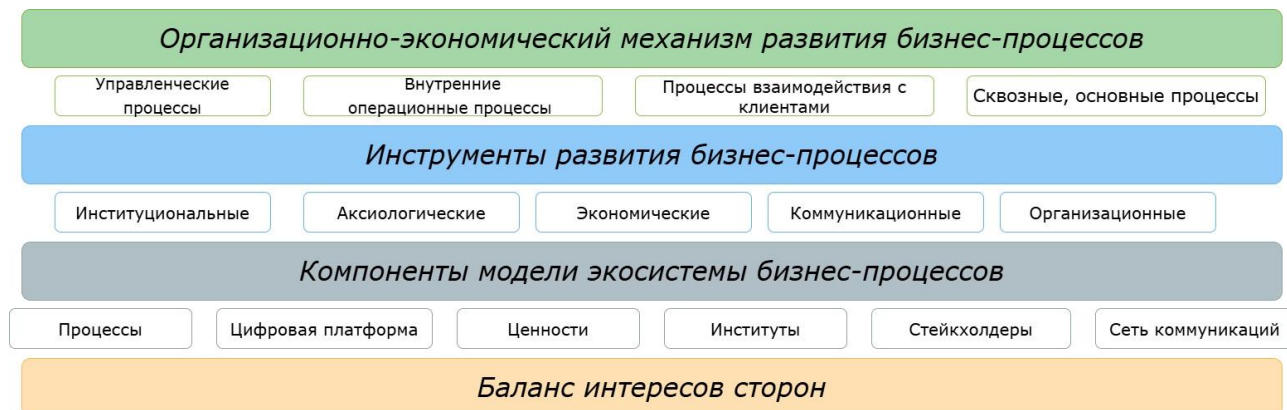 Организационно-экономический механизм развития бизнес-процессов
Управленческие
процессы
Внутренние
операционные процессы
Процессы взаимодействия с
клиентами
Сквозные, основные процессы
Инструменты развития бизнес-процессов
Институциональные
Аксиологические
Экономические
Коммуникационные
Организационные
Компоненты модели экосистемы бизнес-процессов
Процессы
Цифровая платформа
Ценности
Институты
Стейкхолдеры
Сеть коммуникаций
Баланс интересов сторон